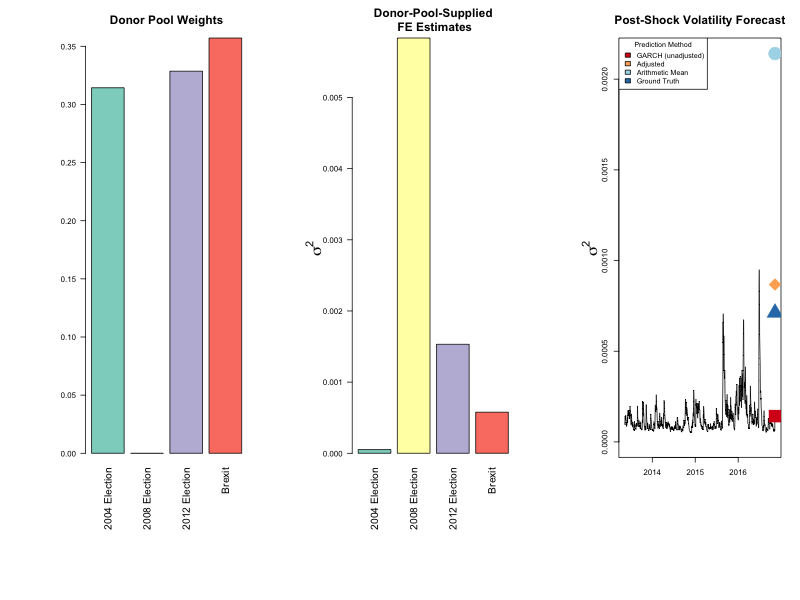 Donor Pool Weights
0.35
0.30
0.25
0.20
0.15
0.10
0.05
0.00
2004 Election
2008 Election
2012 Election
Brexit
Donor-Pool-Supplied
FE Estimates
σ2
0.005
0.004
0.003
0.002
0.001
0.000
2004 Election
2008 Election
2012 Election
Brexit
Post-Shock Volatility Forecast
Prediction Method
GARCH (unadjusted)
Adjusted
Arithmetic Mean
Ground Truth
σ2
0.0020
0.0015
0.0010
0.0005
0.0000
2014
2015
2016